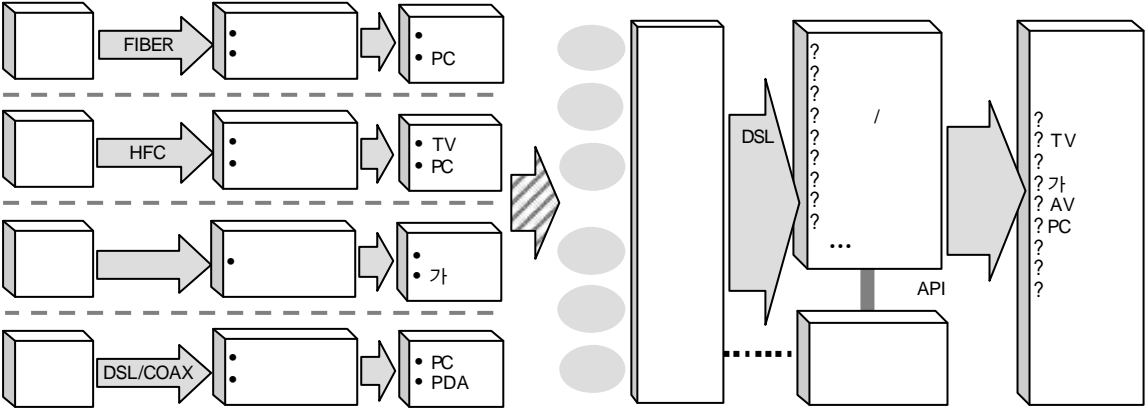 FIBER
• 
• 
• 
• PC
HFC
• 
• 
• TV
• PC
• 
• 
• 가
DSL/COAX
• 
• 
• PC
• PDA
DSL
?
?
?
?
?
?
?
?
?
/
...
API
?
? TV
?
? 가
? AV
? PC
?
?
?